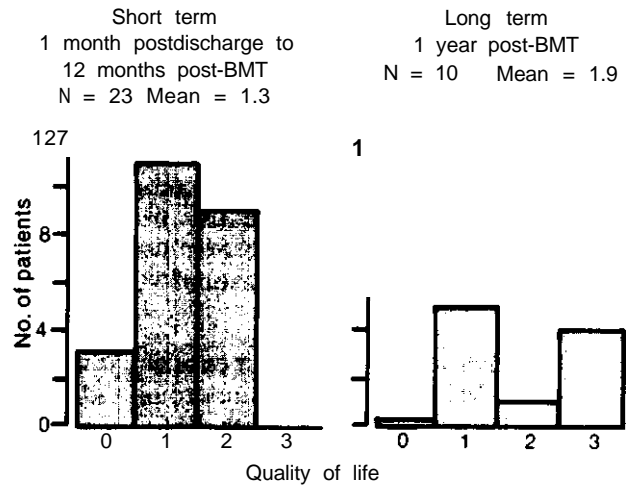 Short term
1 month postdischarge to
12 months post-BMT
N = 23 Mean = 1.3
Long term
1 year post-BMT
N = 10 Mean = 1.9
127
8
4
0
No. of patients
0 1 2 3
1
0 1 2 3
Quality of life